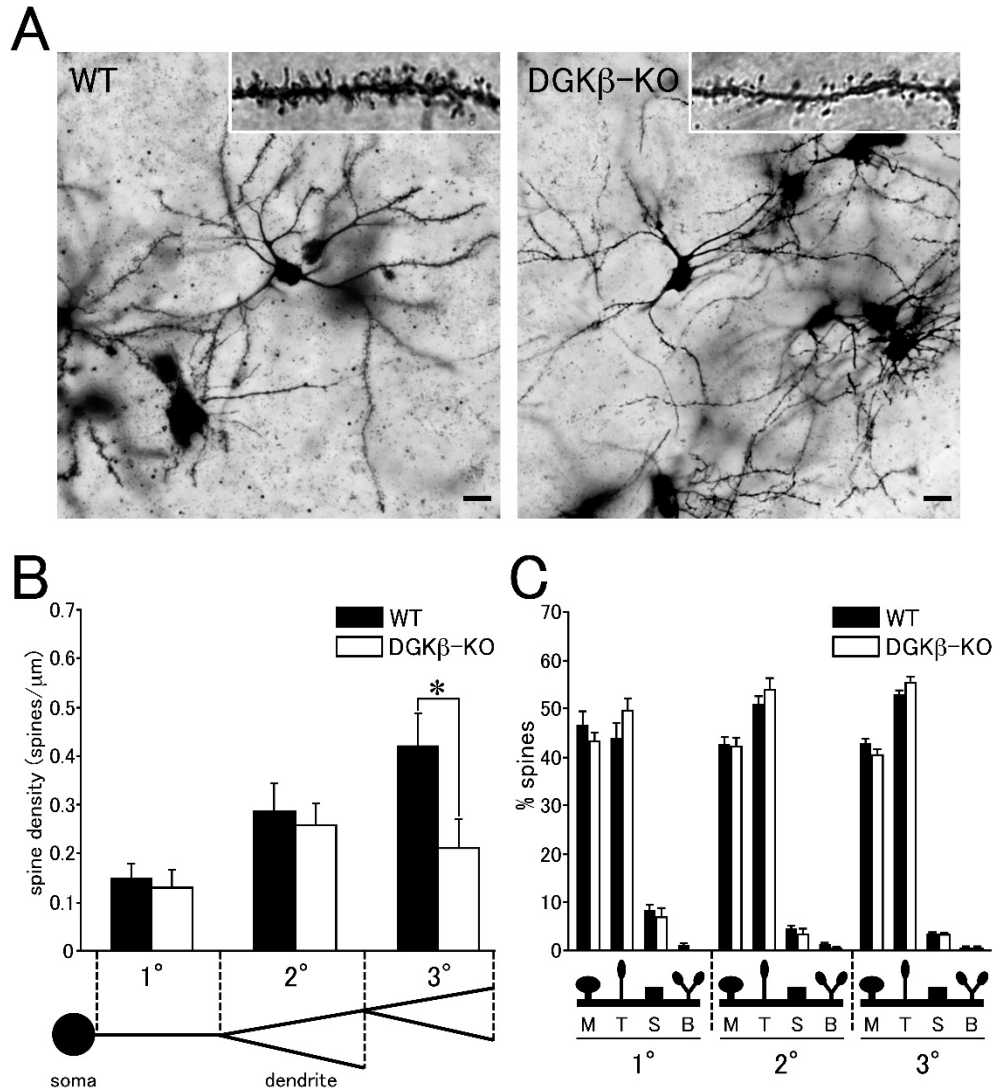 A
WT
DGKβ-KO
B
spine density (spines/μm)
0.7
0.6
0.5
0.4
0.3
0.2
0.1
0
WT
DGKβ-KO
*
1° 2° 3°
soma
dendrite
C
% spines
70
60
50
40
30
20
10
0
WT
DGKβ-KO
M T S B M T S B M T S B
1° 2° 3°